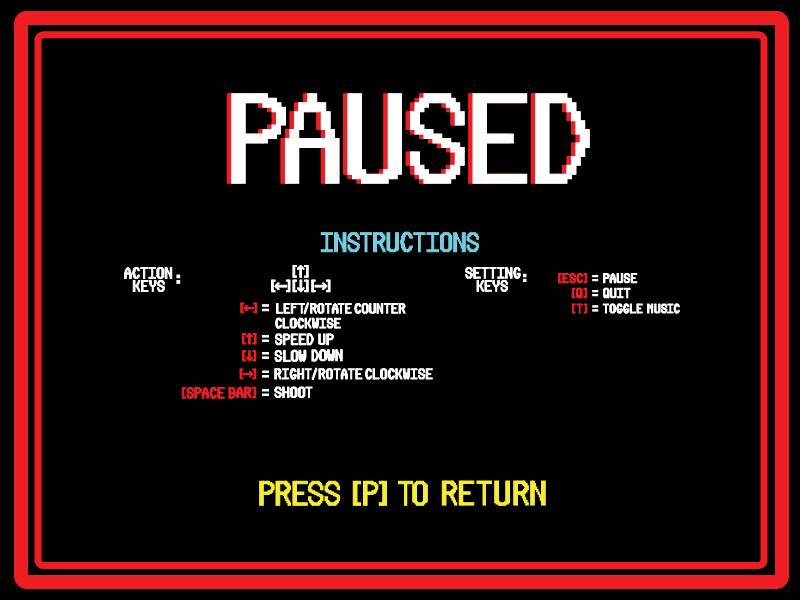 PAUSED
INSTRUCTIONS
ACTION KEYS :
[↑]
[←][↓][→]
[←] = LEFT/ROTATE COUNTER
CLOCKWISE
[↑] = SPEED UP
[↓] = SLOW DOWN
[→] = RIGHT/ROTATE CLOCKWISE
[SPACE BAR] = SHOOT
SETTING KEYS :
[ESC] = PAUSE
[Q] = QUIT
[T] = TOGGLE MUSIC
PRESS [P] TO RETURN